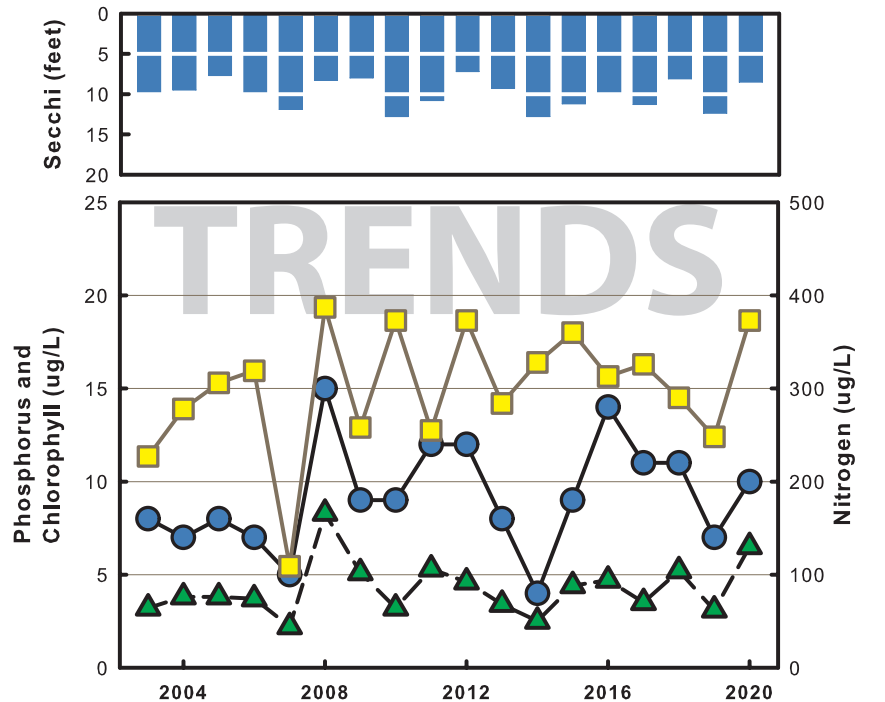 0
5
10
15
20
Secchi (feet)
TRENDS
25
20
15
10
5
0
Phosphorus and
Chlorophyll (ug/L)
500
400
300
200
100
0
Nitrogen (ug/L)
2004 2008 2012 2016 2020